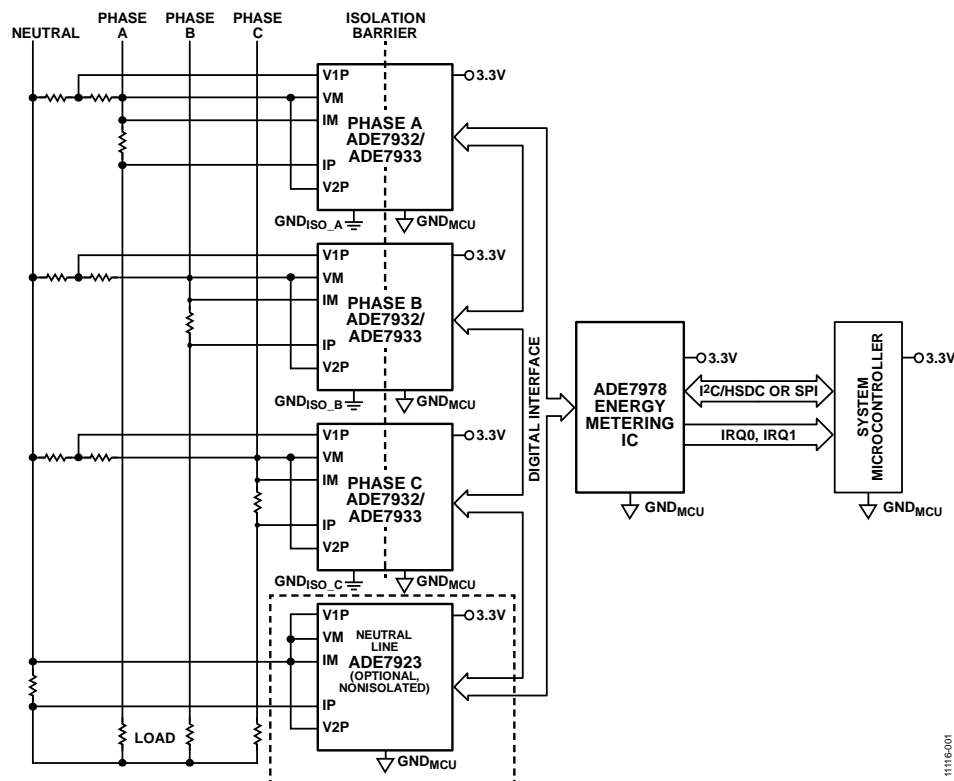 NEUTRAL
PHASE
A
PHASE
B
PHASE
C
ISOLATION
BARRIER
V1P
VM
IM
IP
V2P
PHASE A
ADE7932/
ADE7933
3.3V
GNDISO_A
GNDMCU
V1P
VM
IM
IP
V2P
PHASE B
ADE7932/
ADE7933
3.3V
GNDISO_B
GNDMCU
V1P
VM
IM
IP
V2P
PHASE C
ADE7932/
ADE7933
3.3V
GNDISO_C
GNDMCU
V1P
VM
IM
IP
V2P
NEUTRAL
LINE
ADE7923
(OPTIONAL,
NONISOLATED)
3.3V
GNDMCU
LOAD
DIGITAL INTERFACE
ADE7978
ENERGY
METERING
IC
3.3V
GNDMCU
I2C/HSDC OR SPI
IRQ0, IRQ1
SYSTEM
MICROCONTROLLER
3.3V
GNDMCU
11116-001